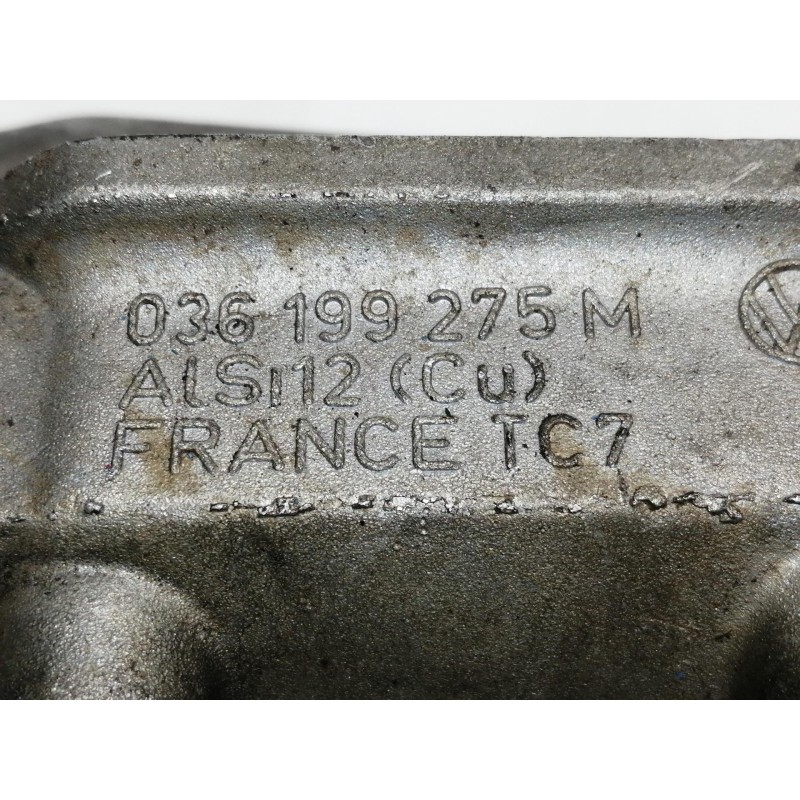 036 199 275 M
AlSi12 (Cu)
FRANCE TC7